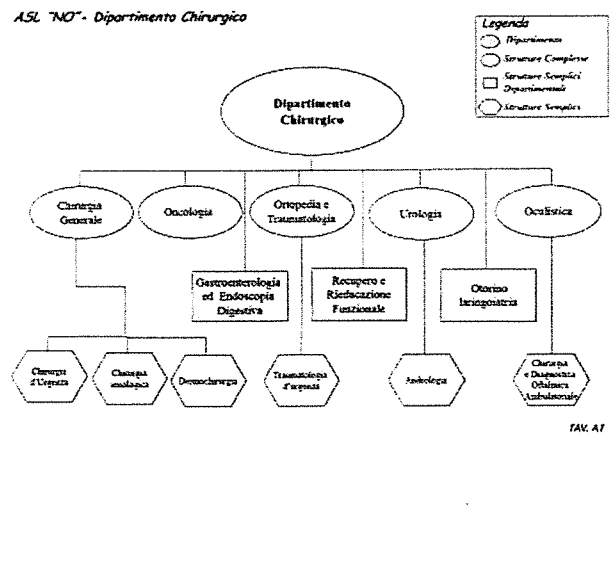 ASL "NO"- Dipartimento Chirurgico
Legenda
Dipartimento
Strutture Complesse
Strutture Semplici
Dipartimentali
Strutture Semplici
Dipartimento
Chirurgico
Chirurgia
Generale
Oncologia
Ortopedia e
Traumatologia
Urologia
Oculistica
Gastroenterologia
ed Endoscopia
Digestiva
Recupero e
Rieducazione
Funzionale
Otorino
laringoiatria
Chirurgia
d'Urgenza
Chirurgia
Dermochirurgia
Traumatologia
d'urgenza
Andrologia
Chirurgia
e Diagnostica
Oftalmica
Ambulatoriale
TAV. A1